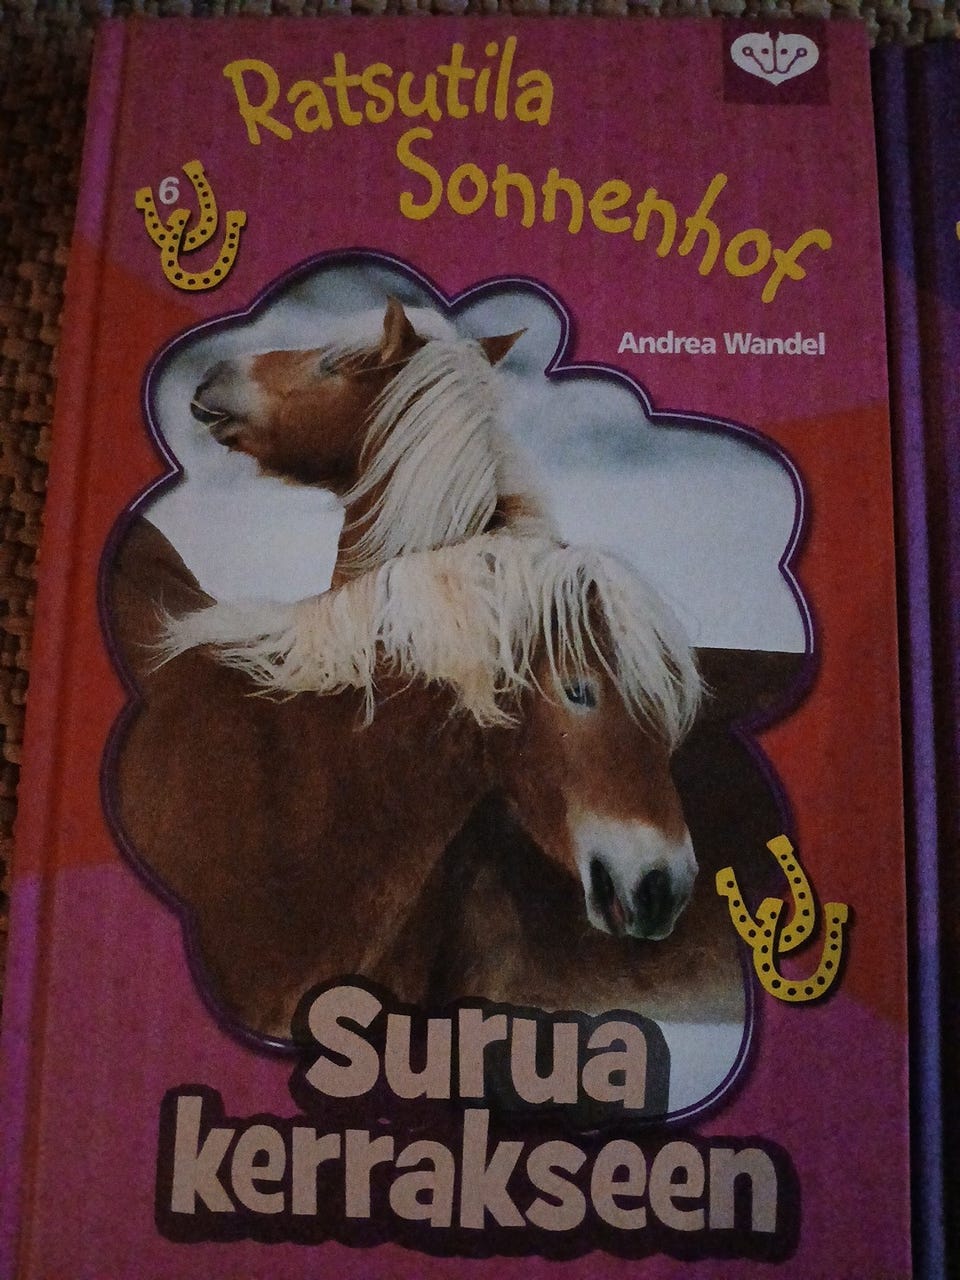 Ratsutila
Sonnenhof
6
Andrea Wandel
Surua
kerrakseen